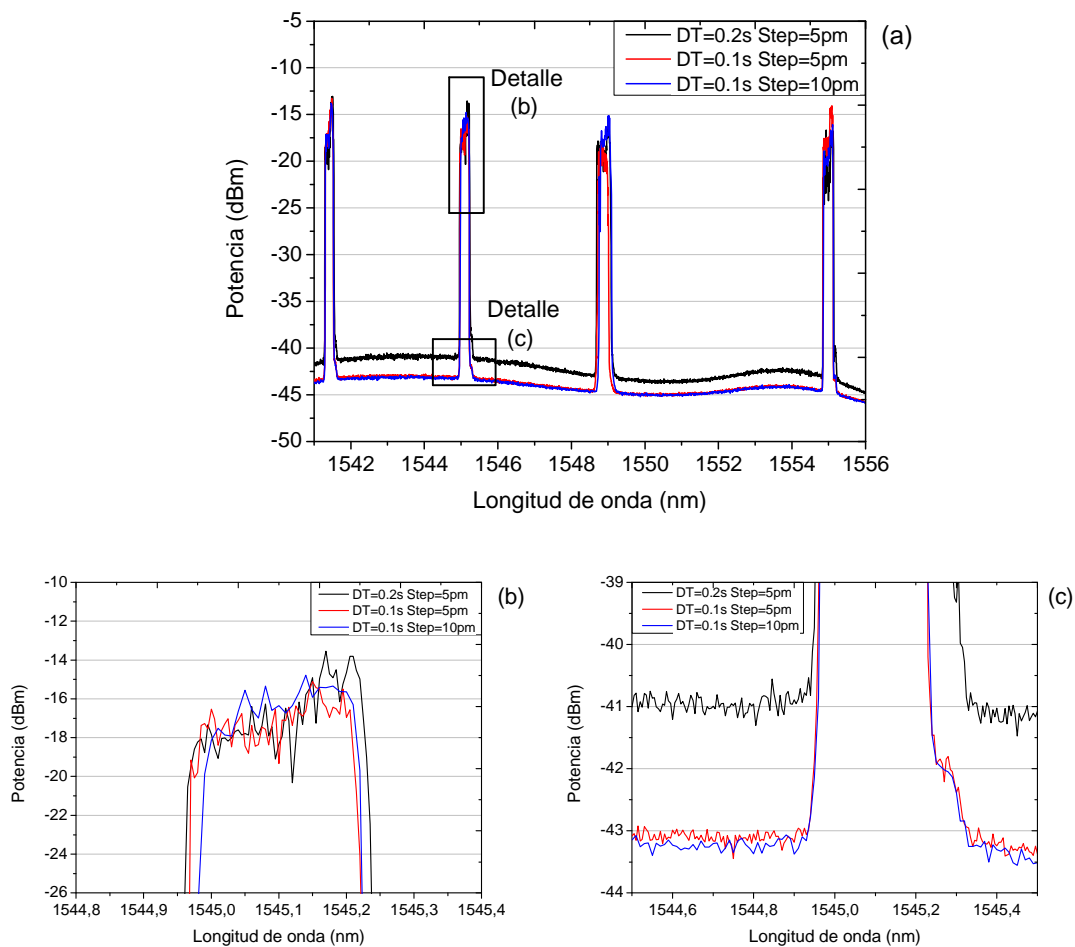 -5
-10
-15
-20
-25
-30
-35
-40
-45
-50
Potencia (dBm)
DT=0.2s Step=5pm
DT=0.1s Step=5pm
DT=0.1s Step=10pm
(a)
Detalle
(b)
Detalle
(c)
1542 1544 1546 1548 1550 1552 1554 1556
Longitud de onda (nm)
-10
-12
-14
-16
-18
-20
-22
-24
-26
Potencia (dBm)
DT=0.2s Step=5pm
DT=0.1s Step=5pm
DT=0.1s Step=10pm
(b)
1544,8 1544,9 1545,0 1545,1 1545,2 1545,3 1545,4
Longitud de onda (nm)
-39
-40
-41
-42
-43
-44
Potencia (dBm)
DT=0.2s Step=5pm
DT=0.1s Step=5pm
DT=0.1s Step=10pm
(c)
1544,6 1544,8 1545,0 1545,2 1545,4
Longitud de onda (nm)